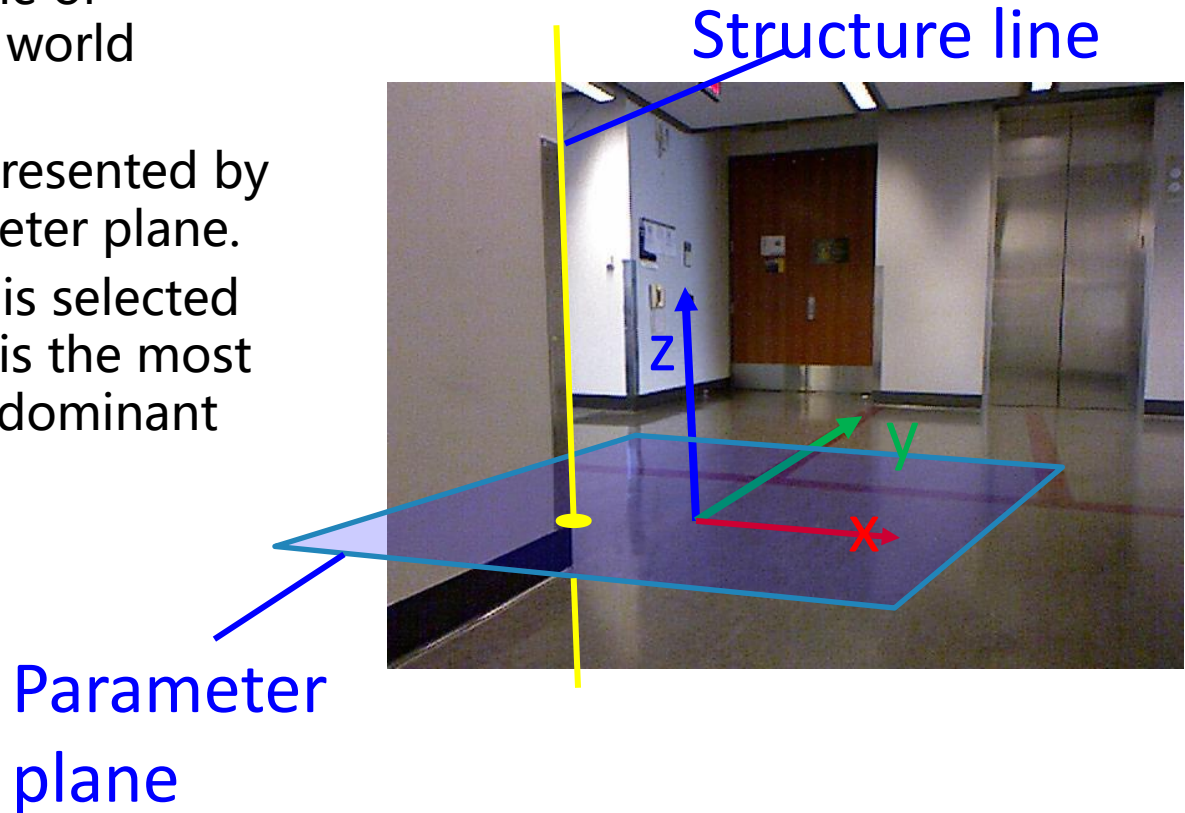 world
Structure line
resented by
eter plane.
is selected
is the most
dominant
z
y
x
Parameter
plane